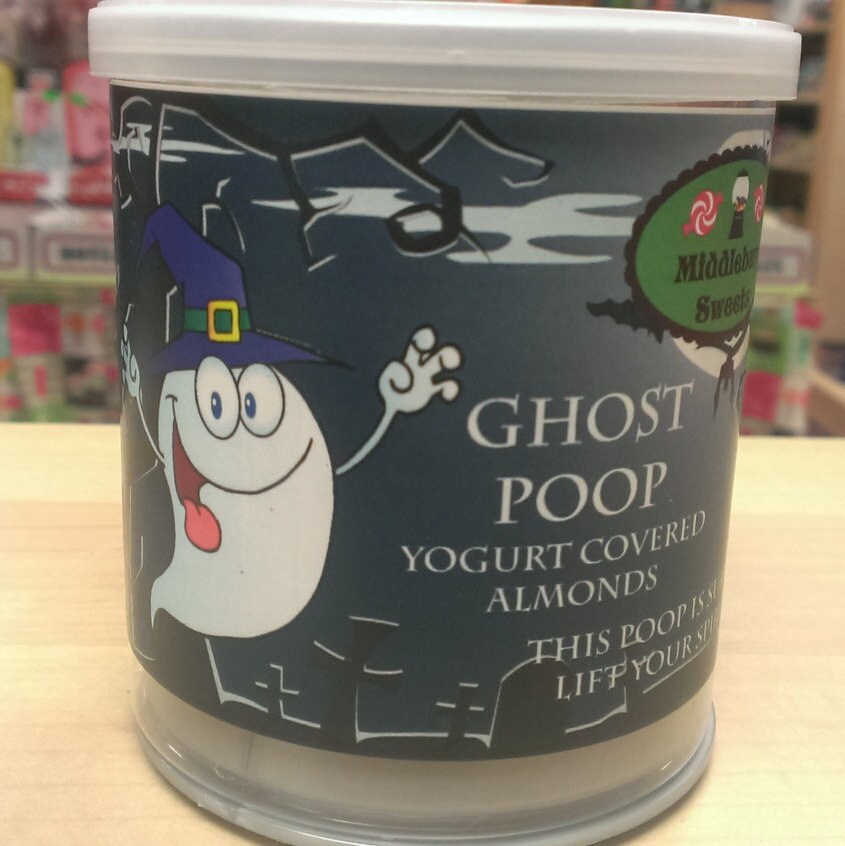 Sweets
GHOST
POOP
YOGURT COVERED
ALMONDS
THIS POOP IS
LIFT YOUR